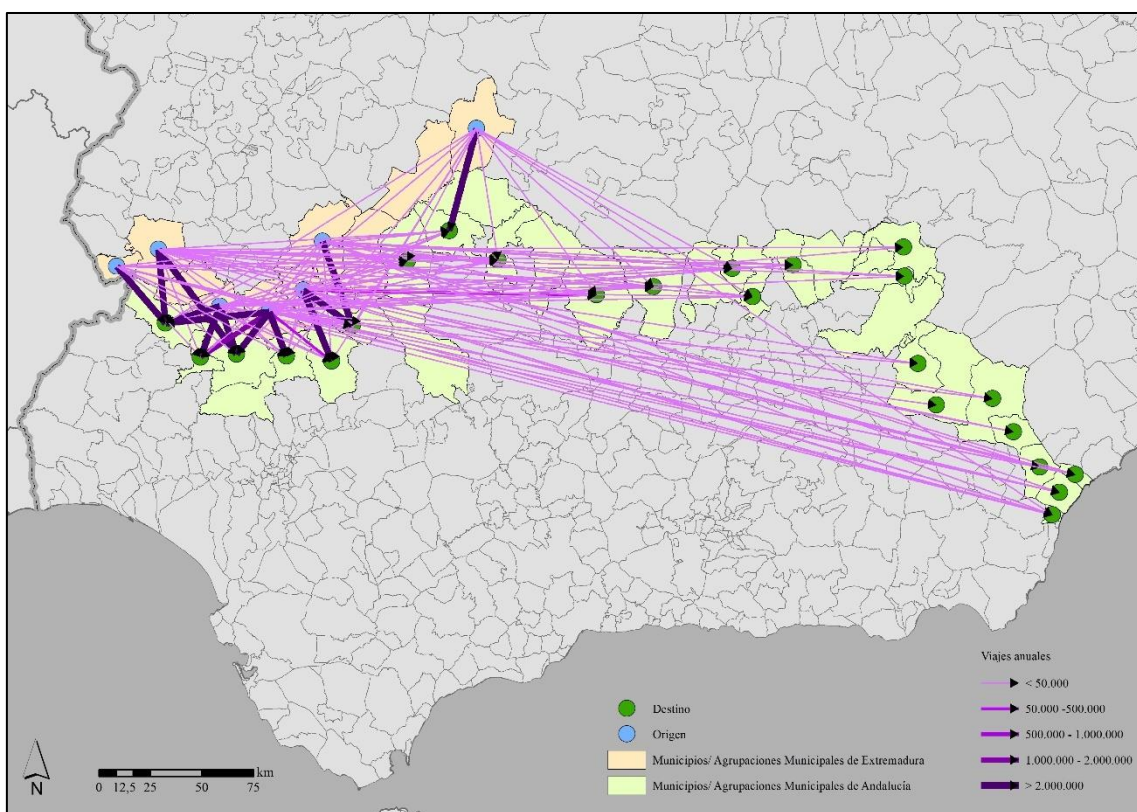 Viajes anuales
< 50.000
50.000 -500.000
500.000 - 1.000.000
1.000.000 - 2.000.000
> 2.000.000
Destino
Origen
Municipios/ Agrupaciones Municipales de Extremadura
Municipios/ Agrupaciones Municipales de Andalucía
N
km
0 12,5 25 50 75